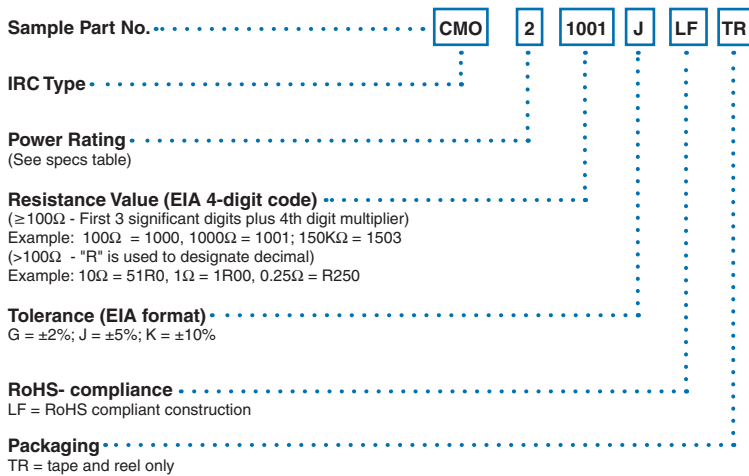 Sample Part No. CMO 2 1001 J LF TR
IRC Type
Power Rating
(See specs table)
Resistance Value (EIA 4-digit code)
(≥100Ω - First 3 significant digits plus 4th digit multiplier)
Example: 100Ω = 1000, 1000Ω = 1001; 150KΩ = 1503
(>100Ω - "R" is used to designate decimal)
Example: 10Ω = 51R0, 1Ω = 1R00, 0.25Ω = R250
Tolerance (EIA format)
G = ±2%; J = ±5%; K = ±10%
RoHS- compliance
LF = RoHS compliant construction
Packaging
TR = tape and reel only